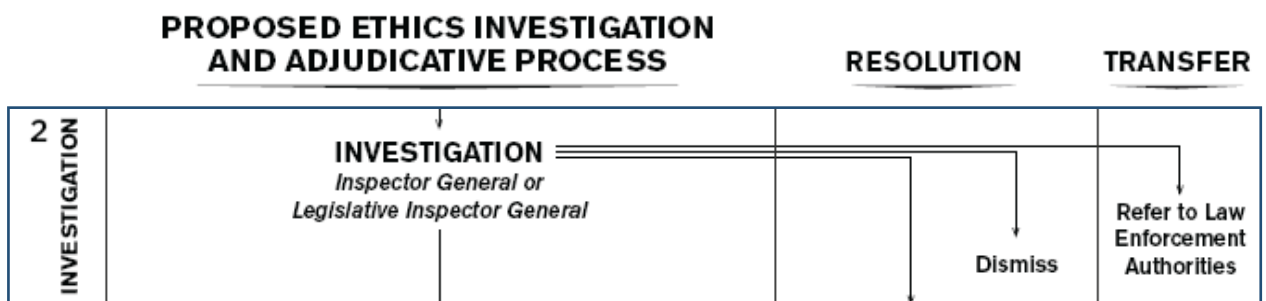 PROPOSED ETHICS INVESTIGATION
AND ADJUDICATIVE PROCESS
RESOLUTION
TRANSFER
2
INVESTIGATION
INVESTIGATION
Inspector General or
Legislative Inspector General
Dismiss
Refer to Law
Enforcement
Authorities